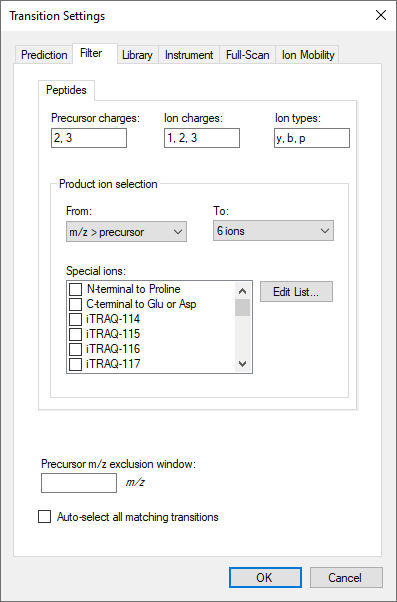 Transition Settings
Prediction Filter Library Instrument Full-Scan Ion Mobility
Peptides
Precursor charges: Ion charges: Ion types:
2, 3 1, 2, 3 y, b, p
Product ion selection
From: To:
m/z > precursor 6 ions
Special ions:
N-terminal to Proline
C-terminal to Glu or Asp
iTRAQ-114
iTRAQ-115
iTRAQ-116
iTRAQ-117
Edit List...
Precursor m/z exclusion window:
m/z
Auto-select all matching transitions
OK Cancel